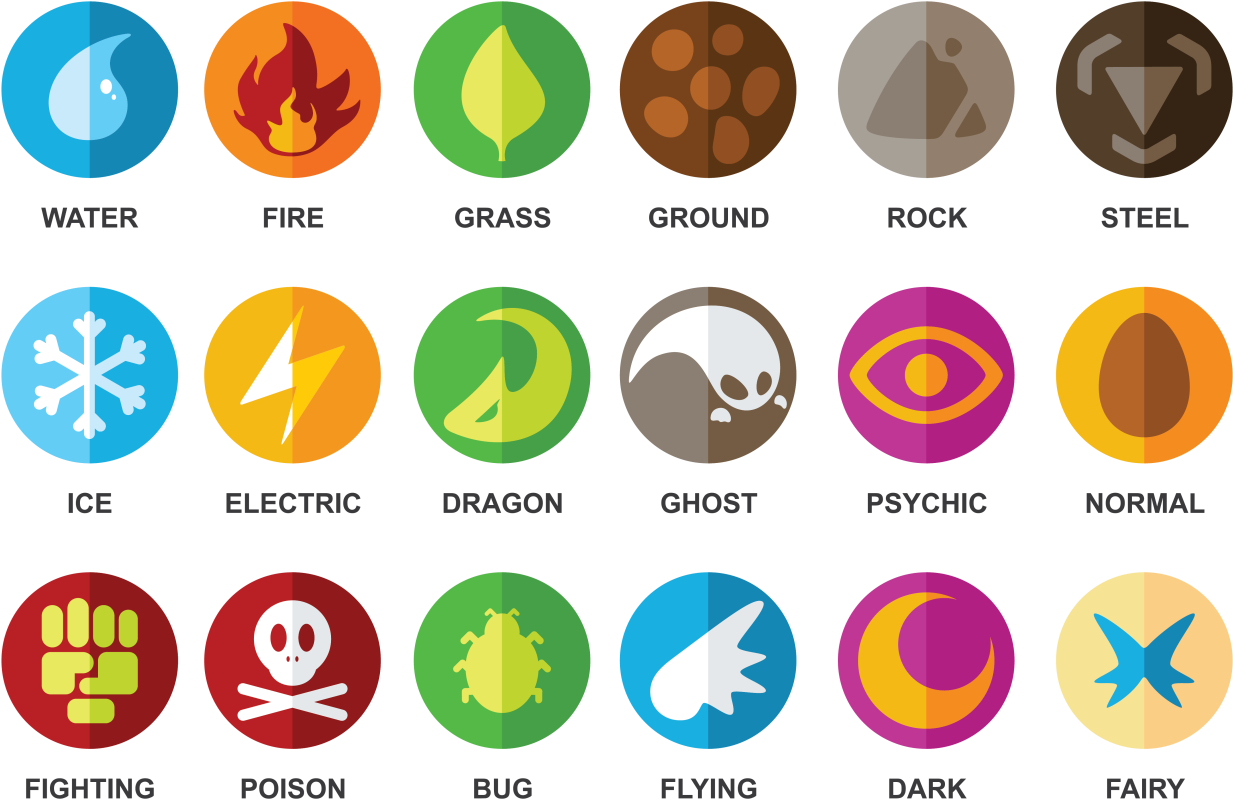 WATER
FIRE
GRASS
GROUND
ROCK
STEEL
ICE
ELECTRIC
DRAGON
GHOST
PSYCHIC
NORMAL
FIGHTING
POISON
BUG
FLYING
DARK
FAIRY